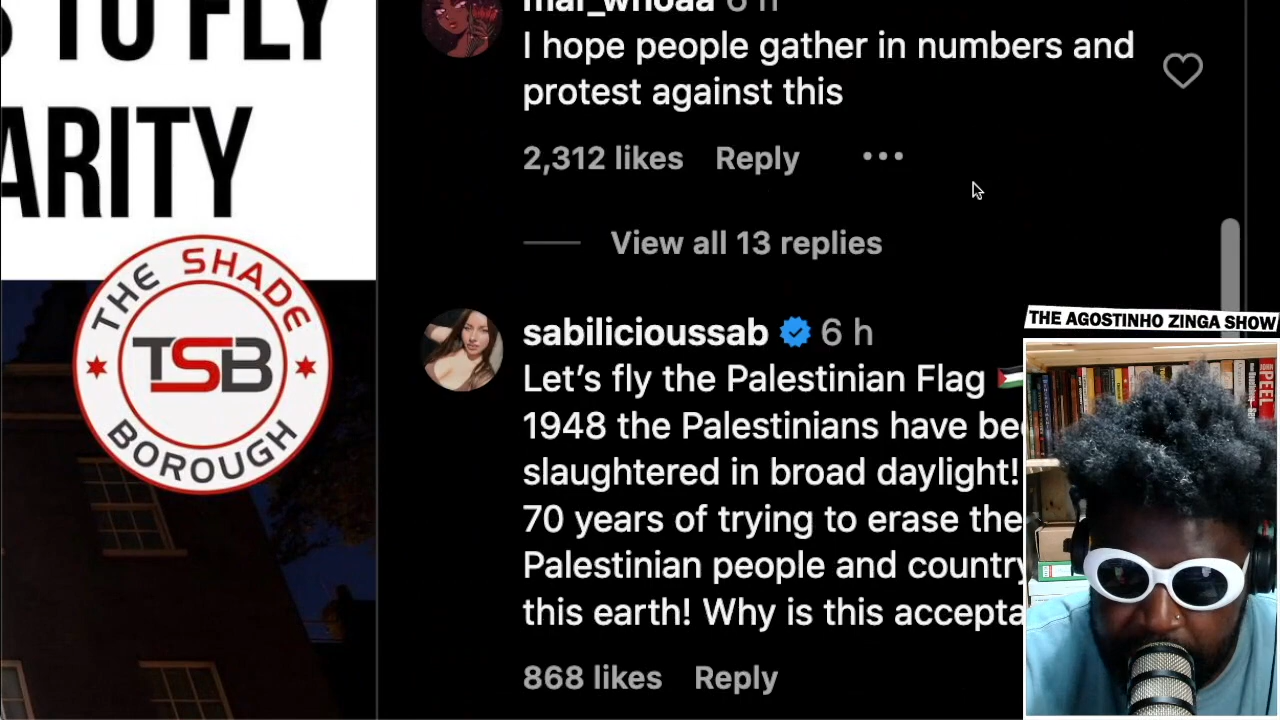 S TO FLY
ARITY
THE SHADE
TSB
BOROUGH
mar_whoaa 6 h
I hope people gather in numbers and
protest against this
2,312 likes Reply
View all 13 replies
sabilicioussab 6 h
Let's fly the Palestinian Flag 🇵🇸
1948 the Palestinians have be
slaughtered in broad daylight!
70 years of trying to erase the
Palestinian people and country
this earth! Why is this accepta
868 likes Reply
THE AGOSTINHO ZINGA SHOW
PEEL